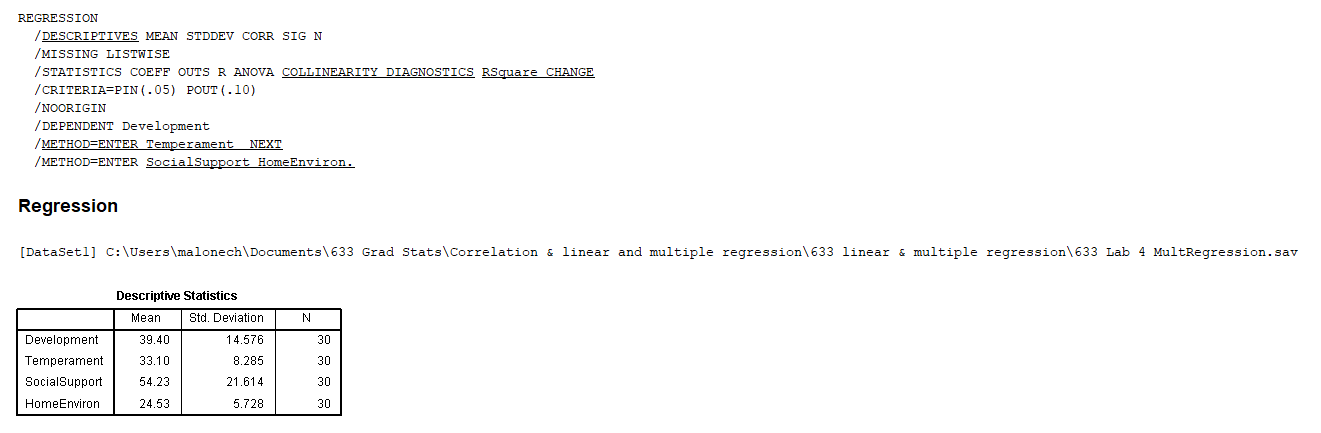 REGRESSION
/DESCRIPTIVES MEAN STDDEV CORR SIG N
/MISSING LISTWISE
/STATISTICS COEFF OUTS R ANOVA COLLINEARITY DIAGNOSTICS RSquare CHANGE
/CRITERIA=PIN(.05) POUT(.10)
/NOORIGIN
/DEPENDENT Development
/METHOD=ENTER Temperament NEXT
/METHOD=ENTER SocialSupport HomeEnviron.
Regression
[DataSet1] C:\Users\malonech\Documents\633 Grad Stats\Correlation & linear and multiple regression\633 linear & multiple regression\633 Lab 4 MultRegression.sav
Descriptive Statistics
Mean Std. Deviation N
Development 39.40 14.576 30
Temperament 33.10 8.285 30
SocialSupport 54.23 21.614 30
HomeEnviron 24.53 5.728 30